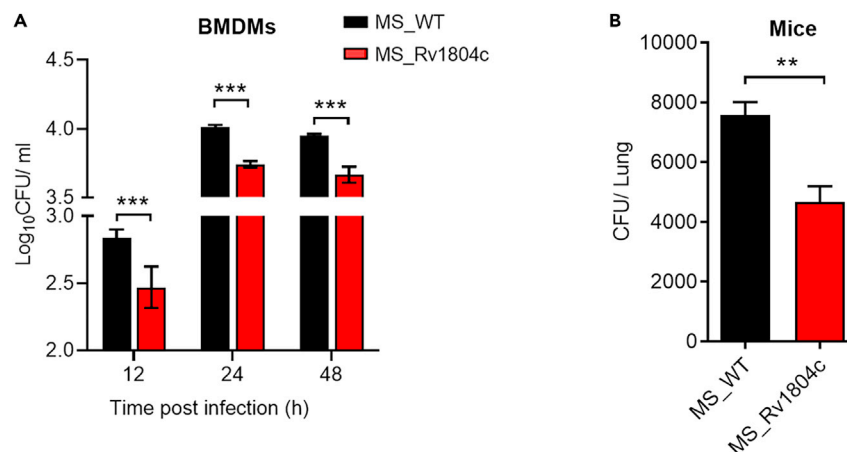 A
BMDMs
MS_WT
MS_Rv1804c
4.5
4.0
3.5
3.0
2.5
2.0
Log10CFU/ ml
***
***
***
12 24 48
Time post infection (h)
B
Mice
10000
8000
6000
4000
2000
0
CFU/ Lung
**
MS_WT
MS_Rv1804c